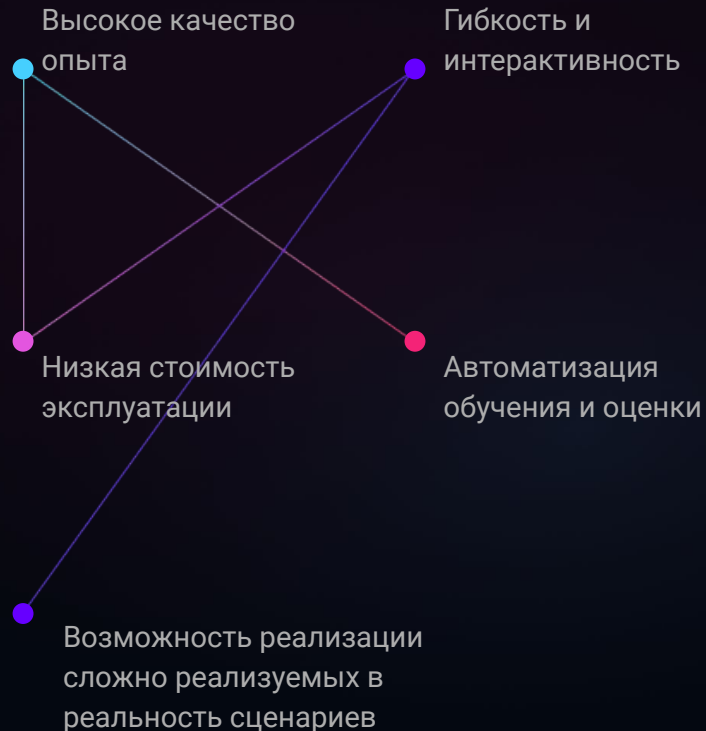 Высокое качество
опыта
Гибкость и
интерактивность
Низкая стоимость
эксплуатации
Автоматизация
обучения и оценки
Возможность реализации
сложно реализуемых в
реальность сценариев